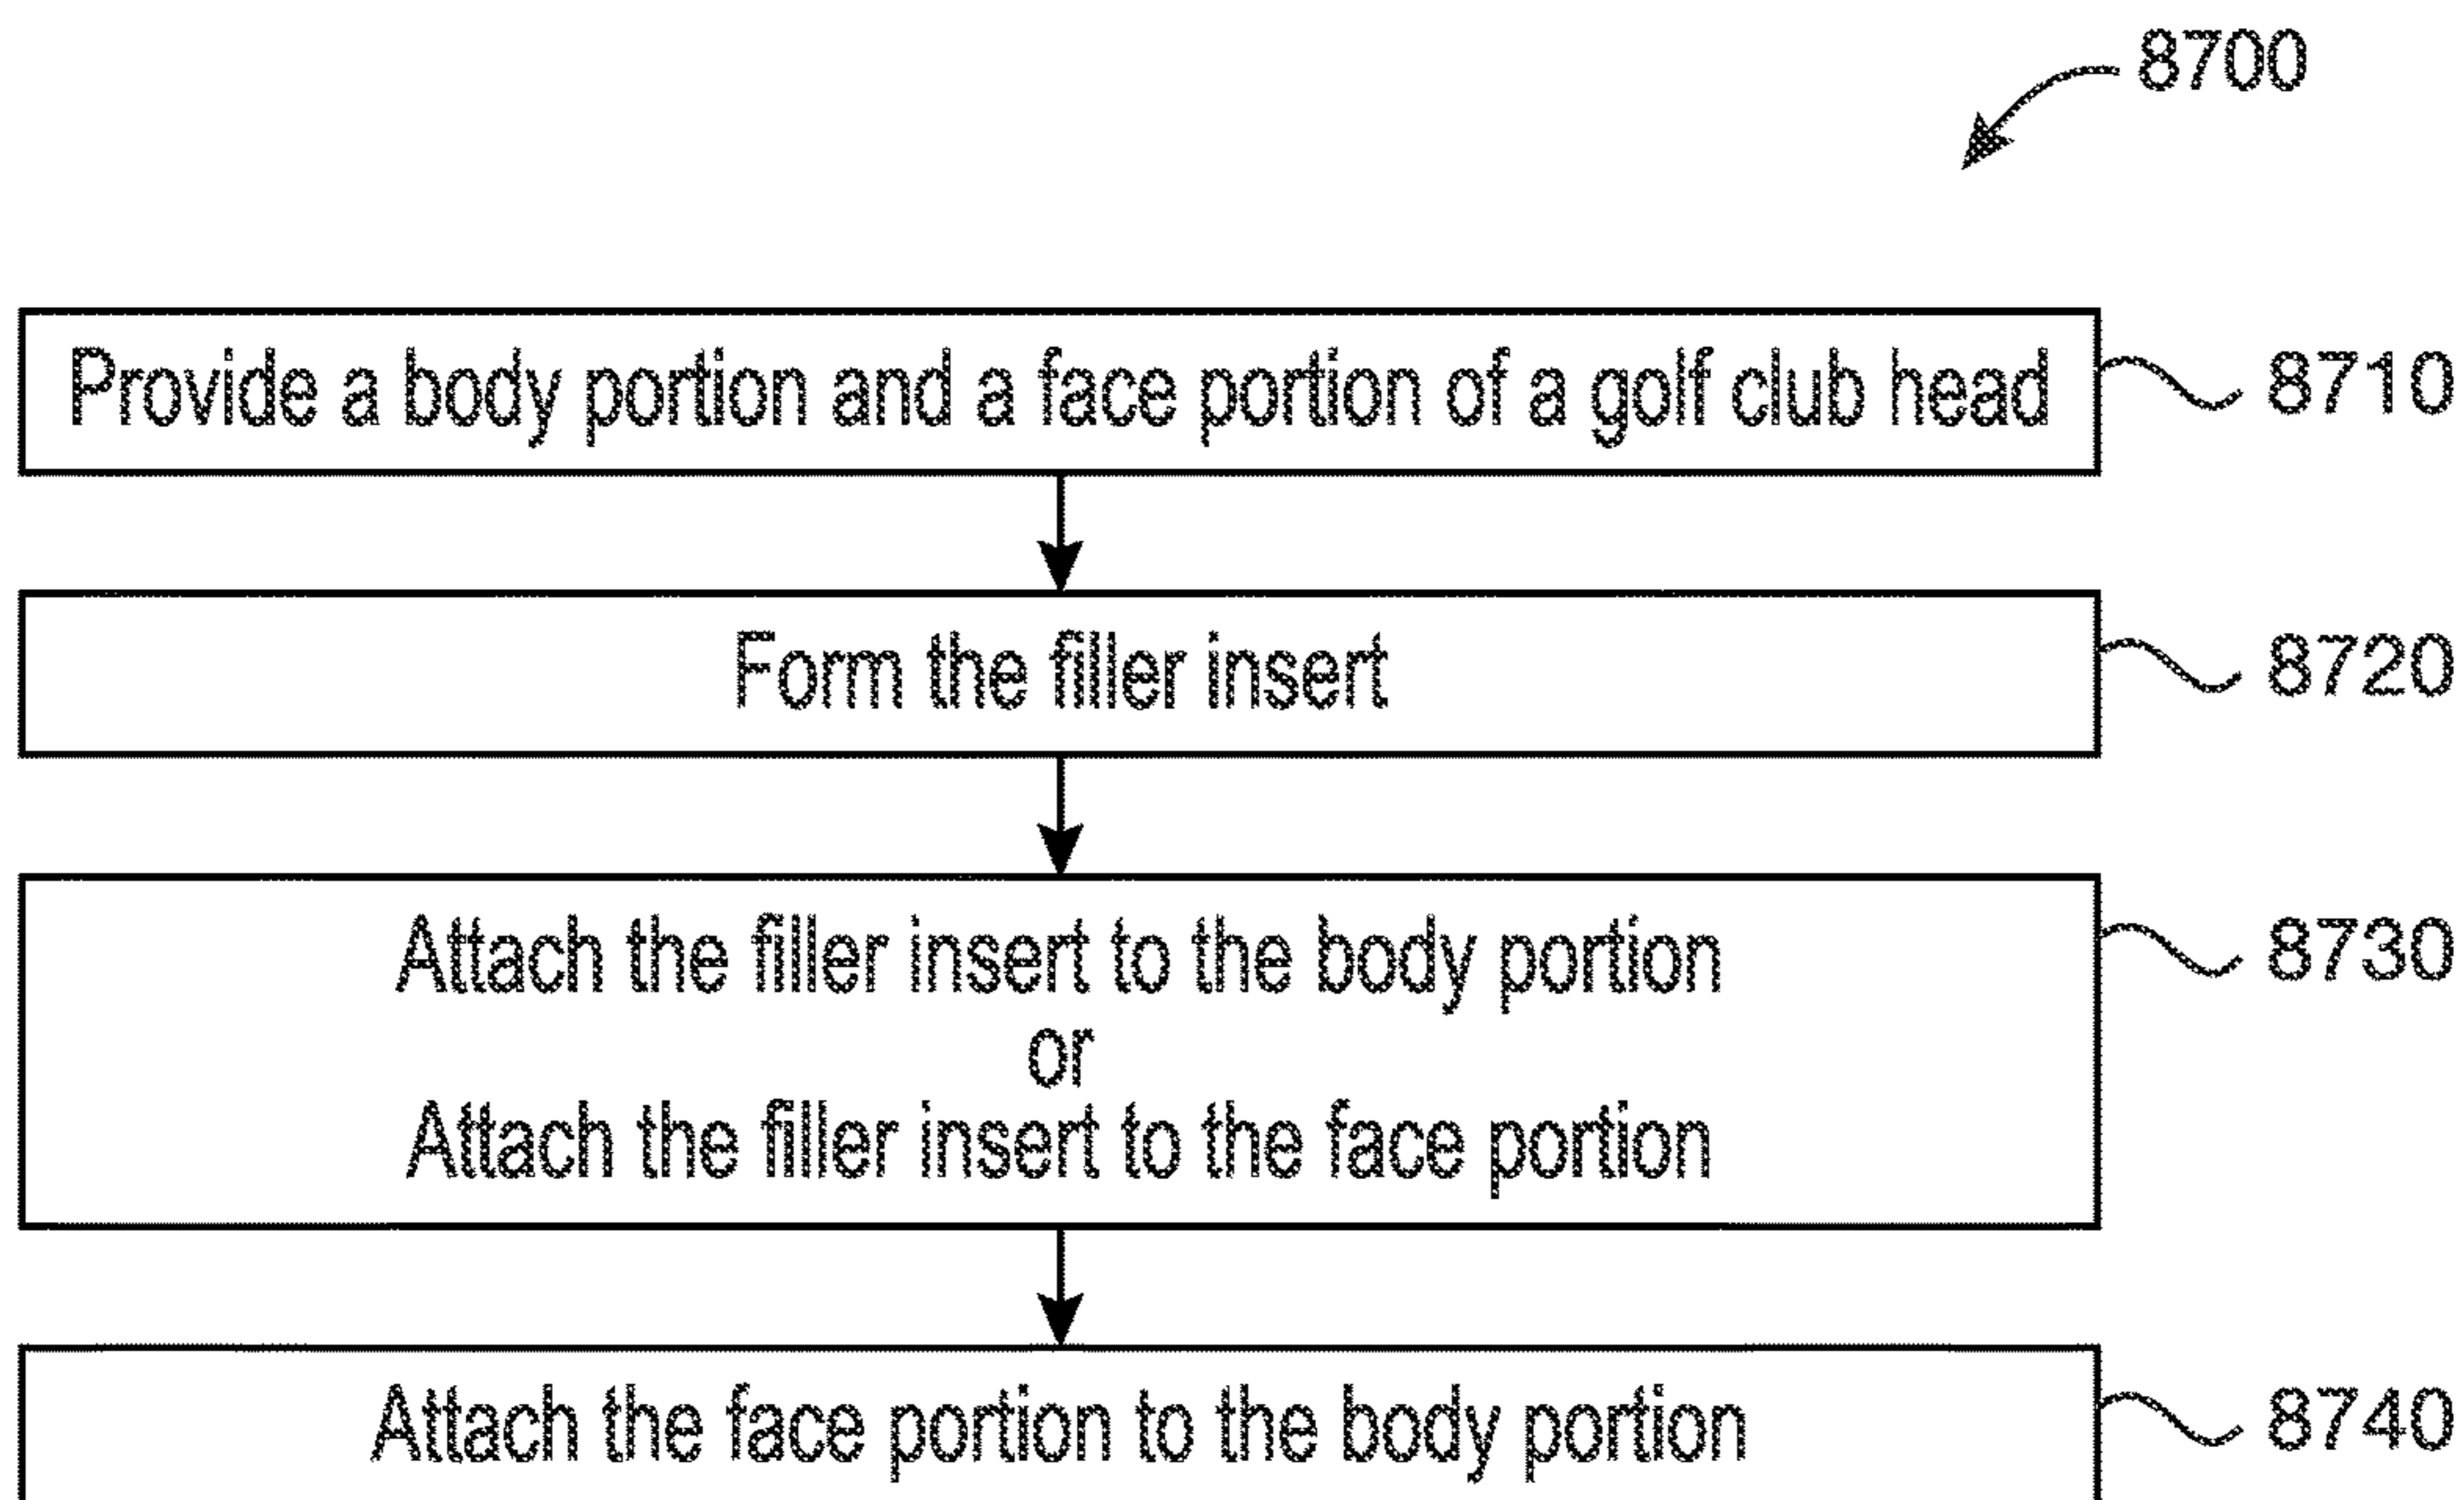 8700
Provide a body portion and a face portion of a golf club head
8710
Form the filler insert
8720
Attach the filler insert to the body portion
8730
or
Attach the filler insert to the face portion
Attach the face portion to the body portion
8740